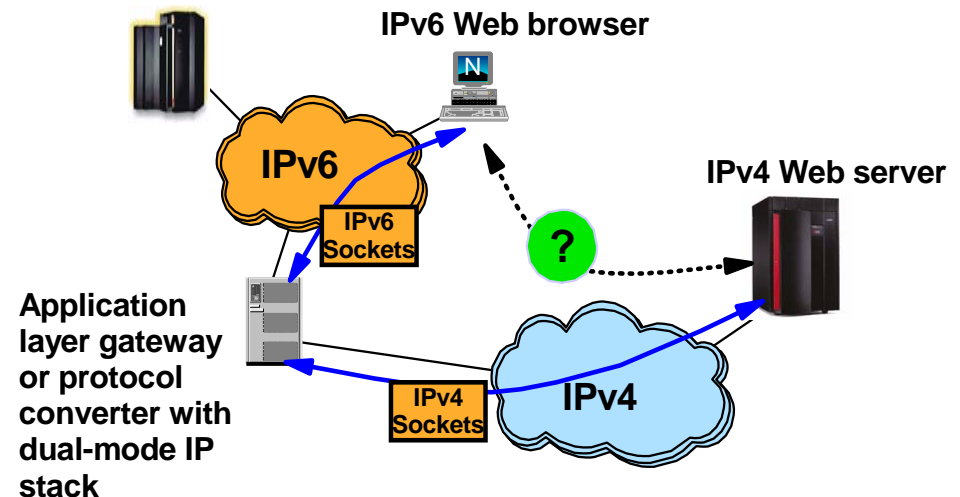 IPv6 Web browser
N
IPv6
IPv4 Web server
IPv6
Sockets
?
Application
layer gateway
or protocol
converter with
dual-mode IP
stack
IPv4
Sockets
IPv4